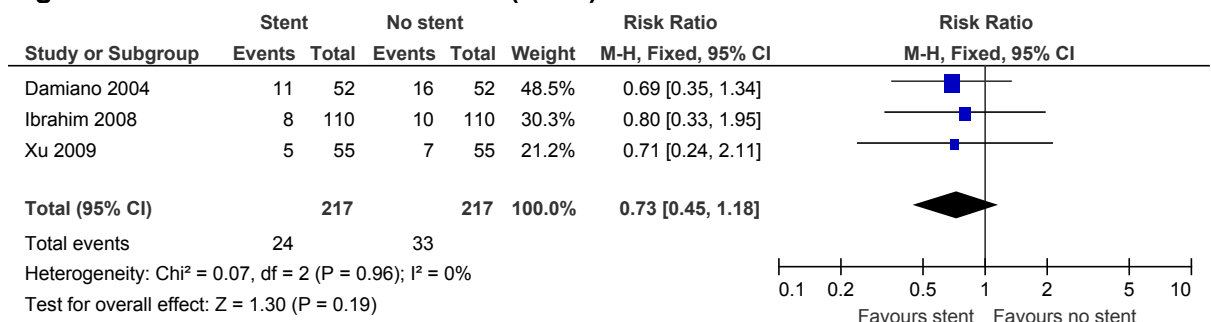 Stent No stent Risk Ratio Risk Ratio
Study or Subgroup Events Total Events Total Weight M-H, Fixed, 95% CI M-H, Fixed, 95% CI
Damiano 2004 11 52 16 52 48.5% 0.69 [0.35, 1.34]
Ibrahim 2008 8 110 10 110 30.3% 0.80 [0.33, 1.95]
Xu 2009 5 55 7 55 21.2% 0.71 [0.24, 2.11]
Total (95% CI) 217 217 100.0% 0.73 [0.45, 1.18]
Total events 24 33
Heterogeneity: Chi² = 0.07, df = 2 (P = 0.96); I² = 0%
Test for overall effect: Z = 1.30 (P = 0.19)
0.1 0.2 0.5 1 2 5 10
Favours stent Favours no stent